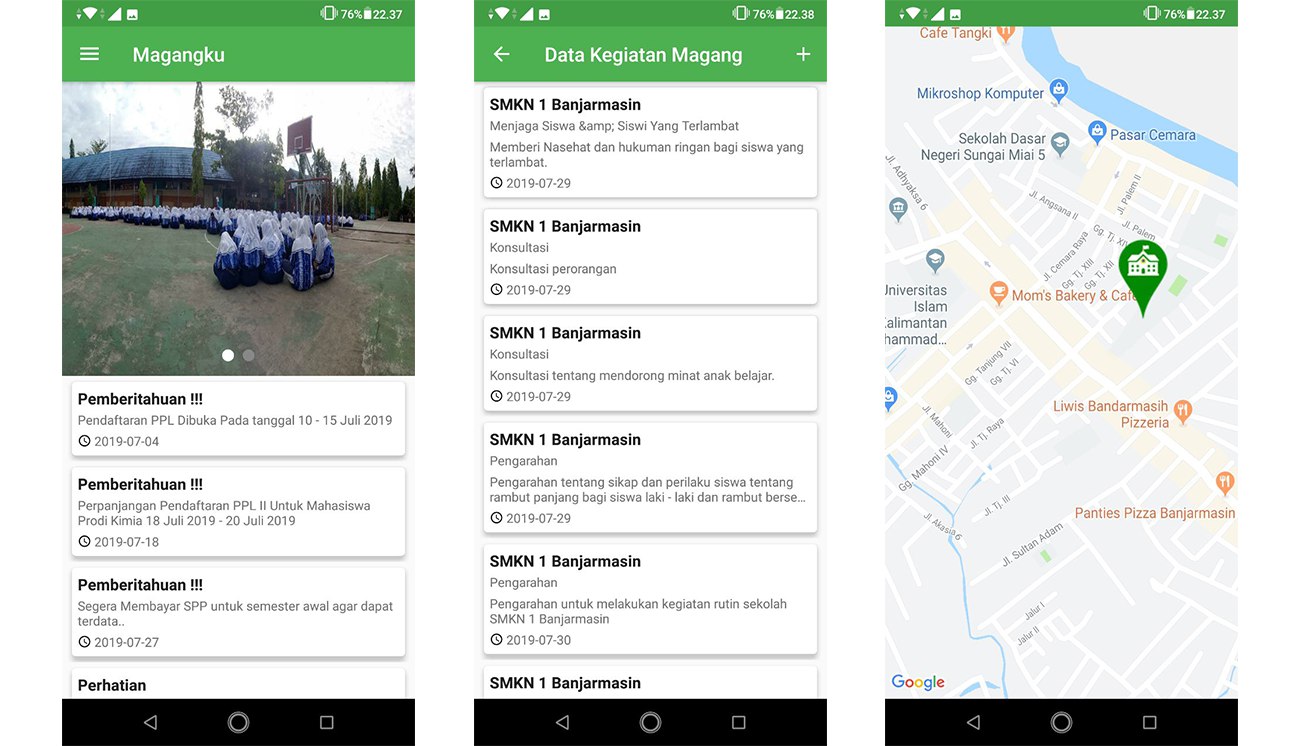 76% 22.37
Magangku
Pemberitahuan !!!
Pendaftaran PPL Dibuka Pada tanggal 10 - 15 Juli 2019
2019-07-04
Pemberitahuan !!!
Perpanjangan Pendaftaran PPL II Untuk Mahasiswa
Prodi Kimia 18 Juli 2019 - 20 Juli 2019
2019-07-18
Pemberitahuan !!!
Segera Membayar SPP untuk semester awal agar dapat
terdata..
2019-07-27
Perhatian
76% 22.38
Data Kegiatan Magang
SMKN 1 Banjarmasin
Menjaga Siswa &amp; Siswi Yang Terlambat
Memberi Nasehat dan hukuman ringan bagi siswa yang
terlambat.
2019-07-29
SMKN 1 Banjarmasin
Konsultasi
Konsultasi perorangan
2019-07-29
SMKN 1 Banjarmasin
Konsultasi
Konsultasi tentang mendorong minat anak belajar.
2019-07-29
SMKN 1 Banjarmasin
Pengarahan
Pengarahan tentang sikap dan perilaku siswa tentang
rambut panjang bagi siswa laki - laki dan rambut berse...
2019-07-29
SMKN 1 Banjarmasin
Pengarahan
Pengarahan untuk melakukan kegiatan rutin sekolah
SMKN 1 Banjarmasin
2019-07-30
SMKN 1 Banjarmasin
76% 22.37
Cafe Tangki
Mikroshop Komputer
Pasar Cemara
Sekolah Dasar
Negeri Sungai Miai 5
Jl. Adhyaksa 6
Jl. Palem II
Jl. Angsana II
Jl. Palem
Gg. Tj. XIV
Jl. Cemara Raya
Gg. Tj. XIII
Gg. Tj. XII
Universitas
Islam
Kalimantan
Muhammad...
Mom's Bakery & Cafe
Gg. Tanjung VII
Gg. Tj. VI
Liwis Bandarmasih
Pizzeria
Jl. Mahoni
Jl. Tj. Raya
Gg. Mahoni IV
Panties Pizza Banjarmasin
Jl. Tj. III
Jl. Akasia 6
Jl. Sultan Adam
Jalur I
Jalur II
Google